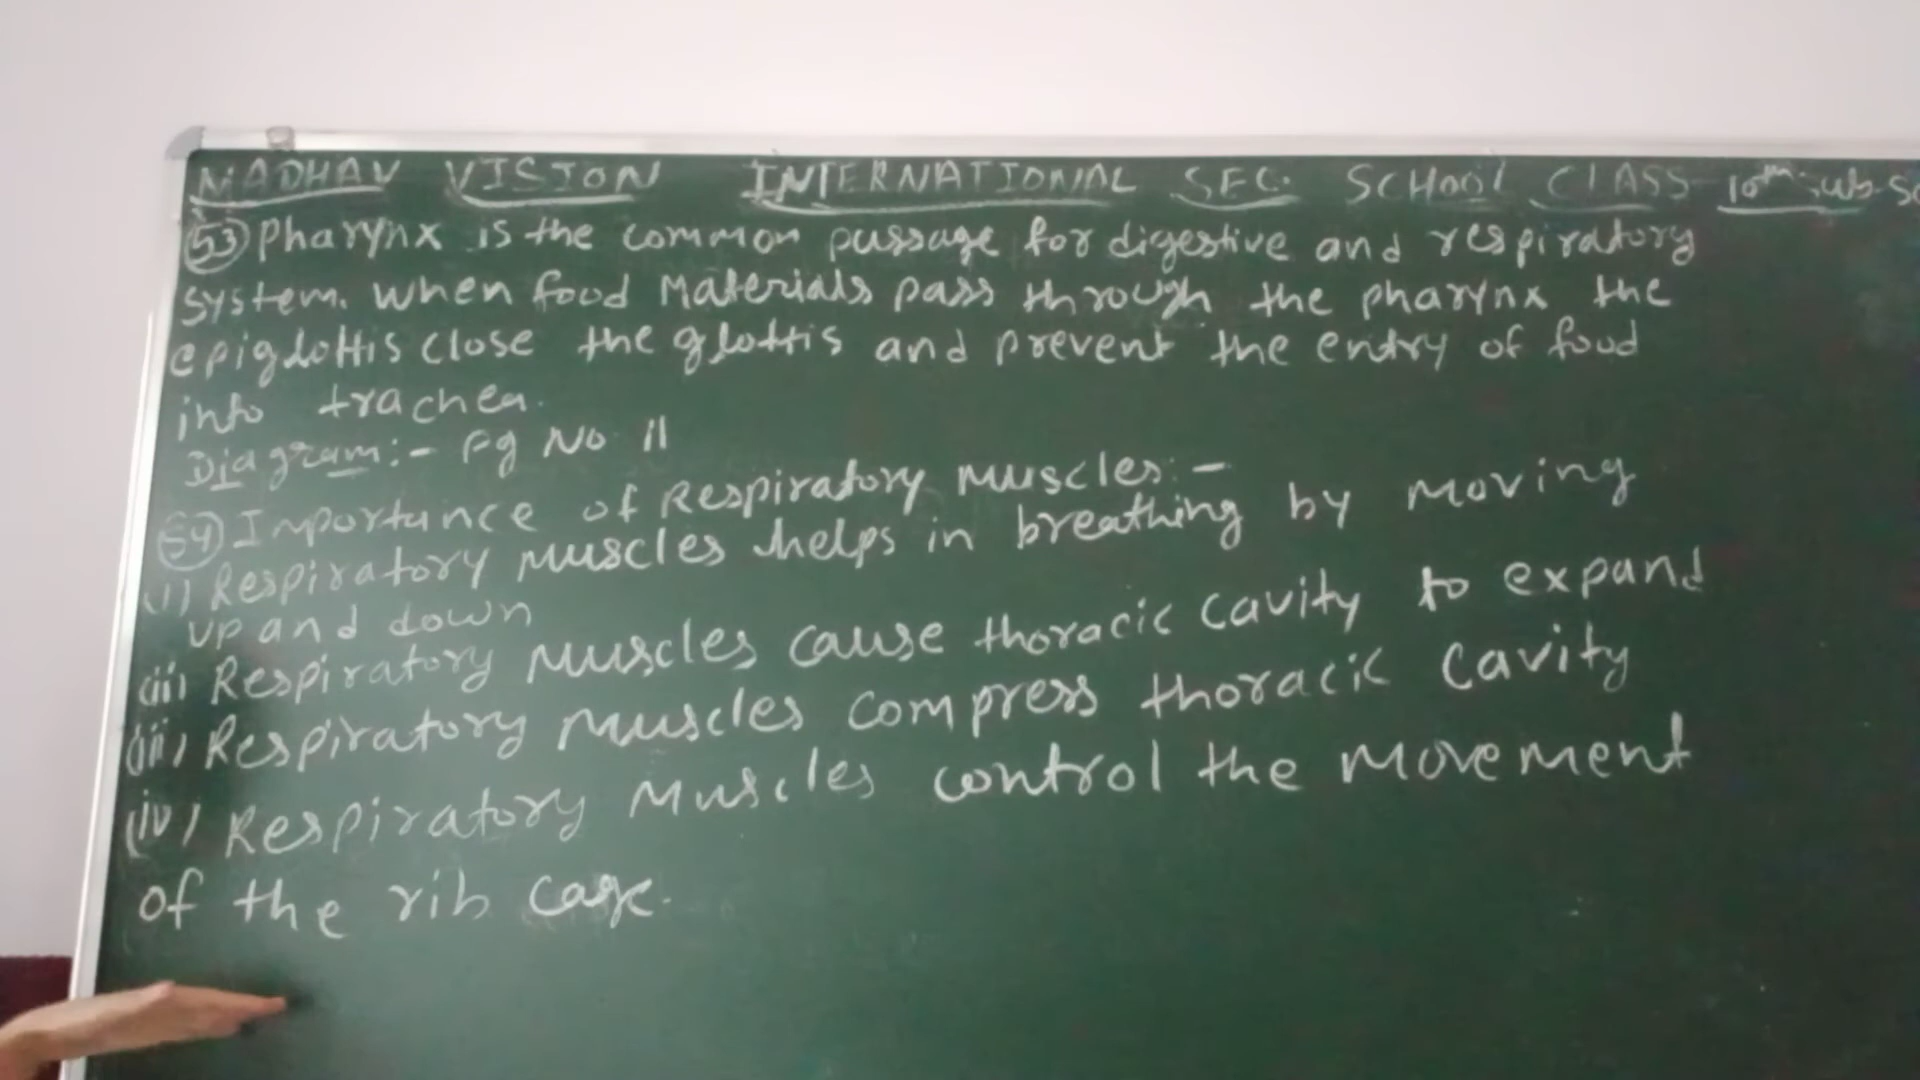 MADHAV VISION INTERNATIONAL SEC. SCHOOL CLASS-10th Sub-Sc
(53) Pharynx is the common passage for digestive and respiratory
system. When food Materials pass through the pharynx the
epiglottis close the glottis and prevent the entry of food
into trachea.
Diagram:- Pg No 11
(54) Importance of Respiratory Muscles:-
(i) Respiratory Muscles helps in breathing by moving
up and down
(ii) Respiratory Muscles cause thoracic cavity to expand
(iii) Respiratory Muscles compress thoracic cavity
(iv) Respiratory Muscles control the Movement
of the rib cage.